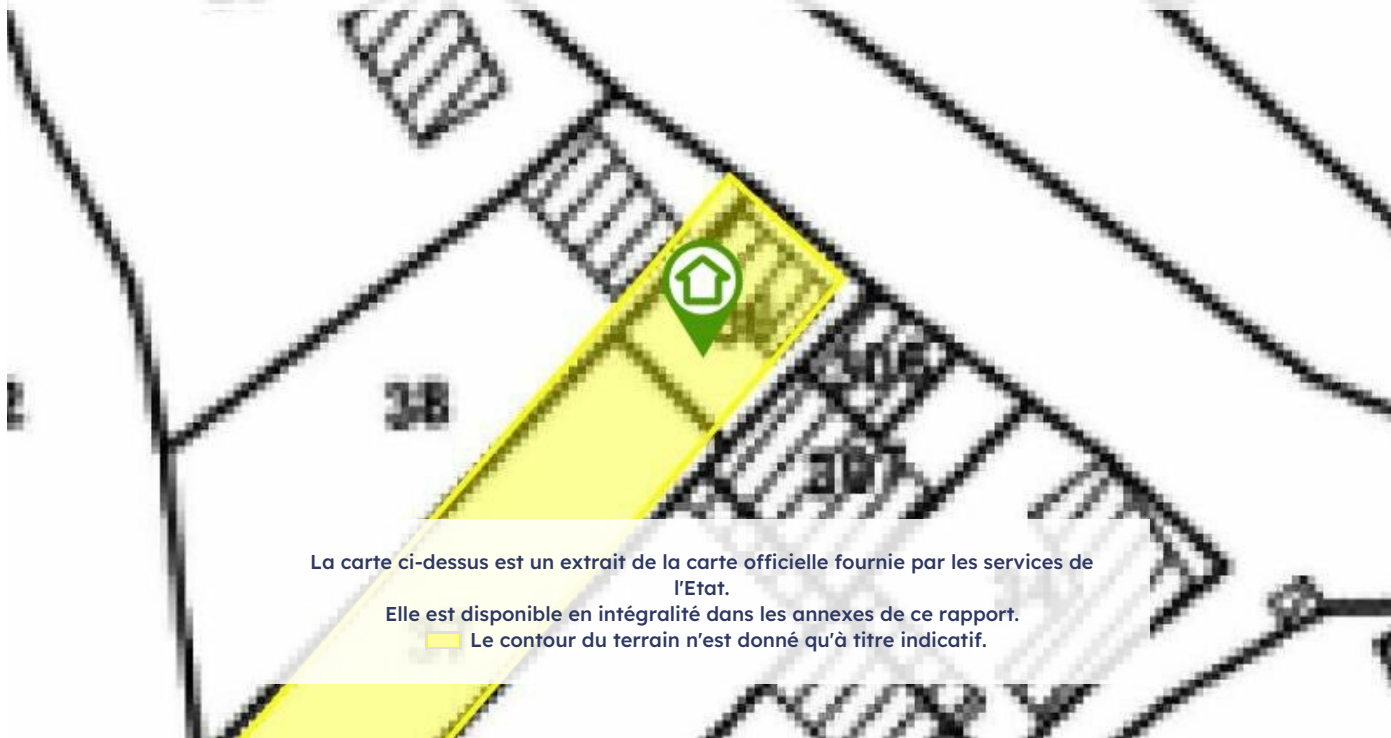 38
La carte ci-dessus est un extrait de la carte officielle fournie par les services de
l'Etat.
Elle est disponible en intégralité dans les annexes de ce rapport.
Le contour du terrain n'est donné qu'à titre indicatif.